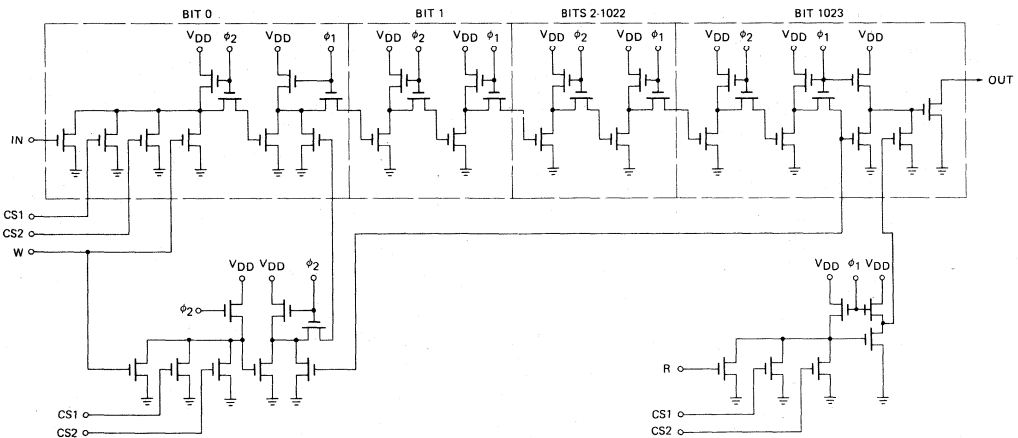 BIT 0 BIT 1 BITS 2-1022 BIT 1023
VDD ϕ2 VDD ϕ1 VDD ϕ2 VDD ϕ1 VDD ϕ2 VDD ϕ1 VDD ϕ2 VDD ϕ1 VDD
OUT
IN
CS1
CS2
W
VDD VDD ϕ2
ϕ2
VDD ϕ1 VDD
R
CS1
CS2
CS1
CS2